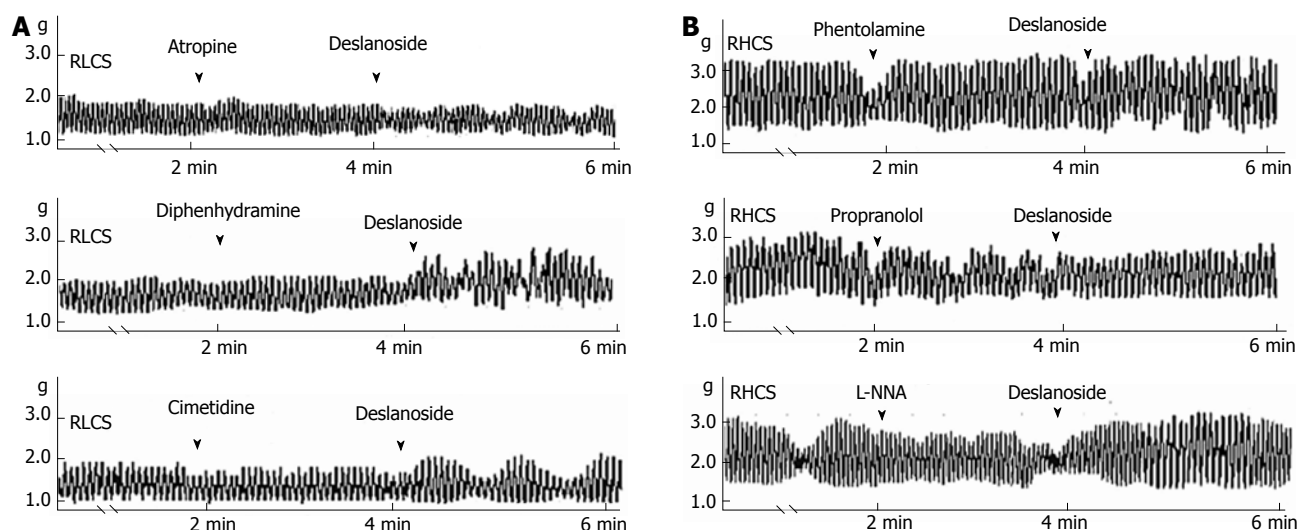 A
g
3.0
RLCS
Atropine
Deslanoside
2.0
1.0
2 min
4 min
6 min
g
3.0
RLCS
Diphenhydramine
Deslanoside
2.0
1.0
2 min
4 min
6 min
g
3.0
RLCS
Cimetidine
Deslanoside
2.0
1.0
2 min
4 min
6 min
B
g
3.0
RHCS
Phentolamine
Deslanoside
2.0
1.0
2 min
4 min
6 min
g
3.0
RHCS
Propranolol
Deslanoside
2.0
1.0
2 min
4 min
6 min
g
3.0
RHCS
L-NNA
Deslanoside
2.0
1.0
2 min
4 min
6 min